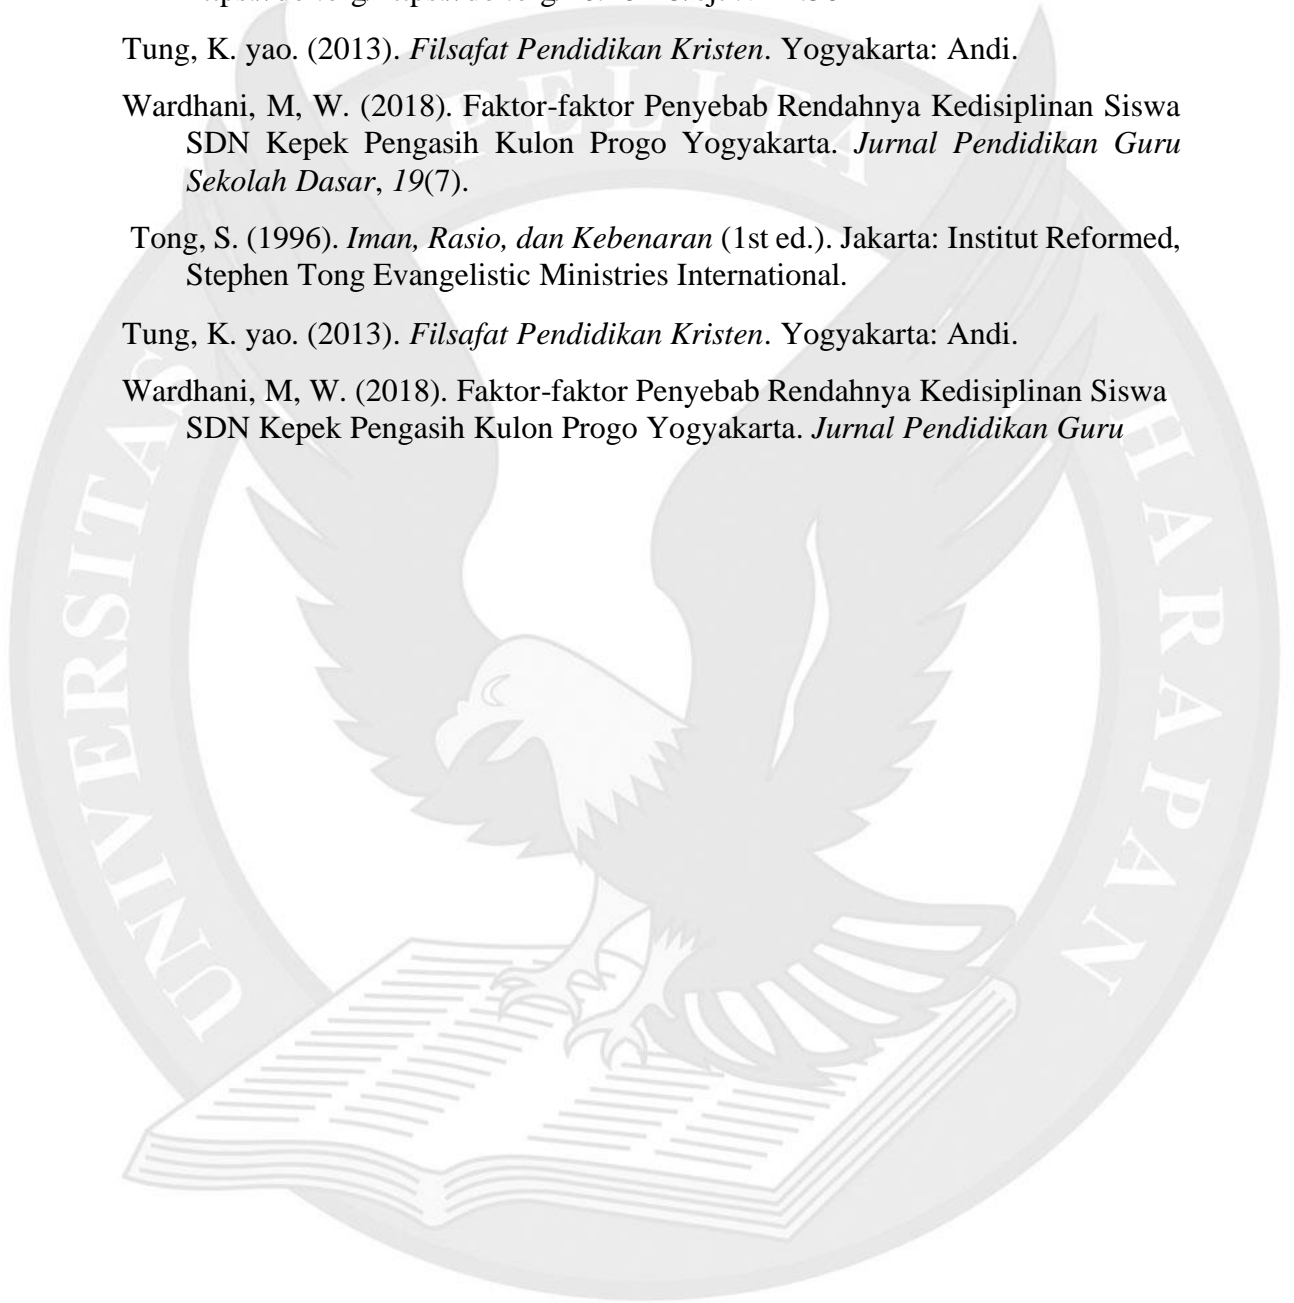 Tung, K. yao. (2013). Filsafat Pendidikan Kristen. Yogyakarta: Andi.
Wardhani, M, W. (2018). Faktor-faktor Penyebab Rendahnya Kedisiplinan Siswa
SDN Kepek Pengasih Kulon Progo Yogyakarta. Jurnal Pendidikan Guru
Sekolah Dasar, 19(7).
Tong, S. (1996). Iman, Rasio, dan Kebenaran (1st ed.). Jakarta: Institut Reformed,
Stephen Tong Evangelistic Ministries International.
Tung, K. yao. (2013). Filsafat Pendidikan Kristen. Yogyakarta: Andi.
Wardhani, M, W. (2018). Faktor-faktor Penyebab Rendahnya Kedisiplinan Siswa
SDN Kepek Pengasih Kulon Progo Yogyakarta. Jurnal Pendidikan Guru
UNIVERSITAS PELITA HARAPAN